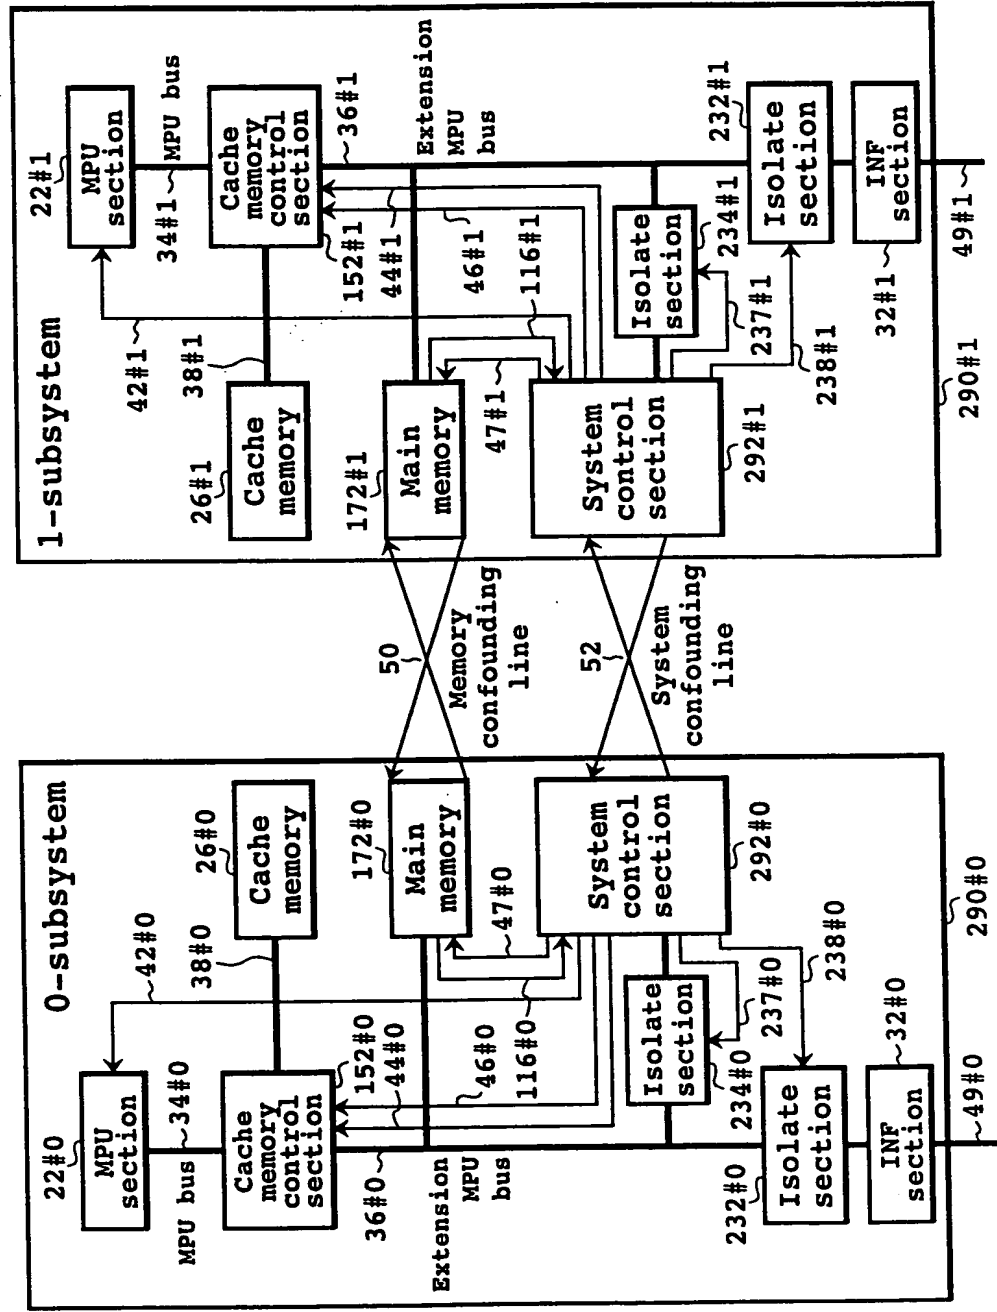 0-subsystem
22#0
MPU
section
34#0
MPU bus
42#0
38#0
26#0
Cache
memory
Cache
memory
control
section
152#0
44#0
36#0
Extension
MPU
bus
46#0
116#0
47#0
172#0
Main
memory
System
control
section
292#0
Isolate
section
234#0
237#0
238#0
232#0
Isolate
section
INF
section
32#0
49#0
290#0
50
Memory
confounding
line
52
System
confounding
line
1-subsystem
22#1
MPU
section
34#1
MPU bus
42#1
38#1
26#1
Cache
memory
Cache
memory
control
section
152#1
44#1
36#1
Extension
MPU
bus
46#1
116#1
47#1
172#1
Main
memory
System
control
section
292#1
Isolate
section
234#1
237#1
238#1
232#1
Isolate
section
INF
section
32#1
49#1
290#1